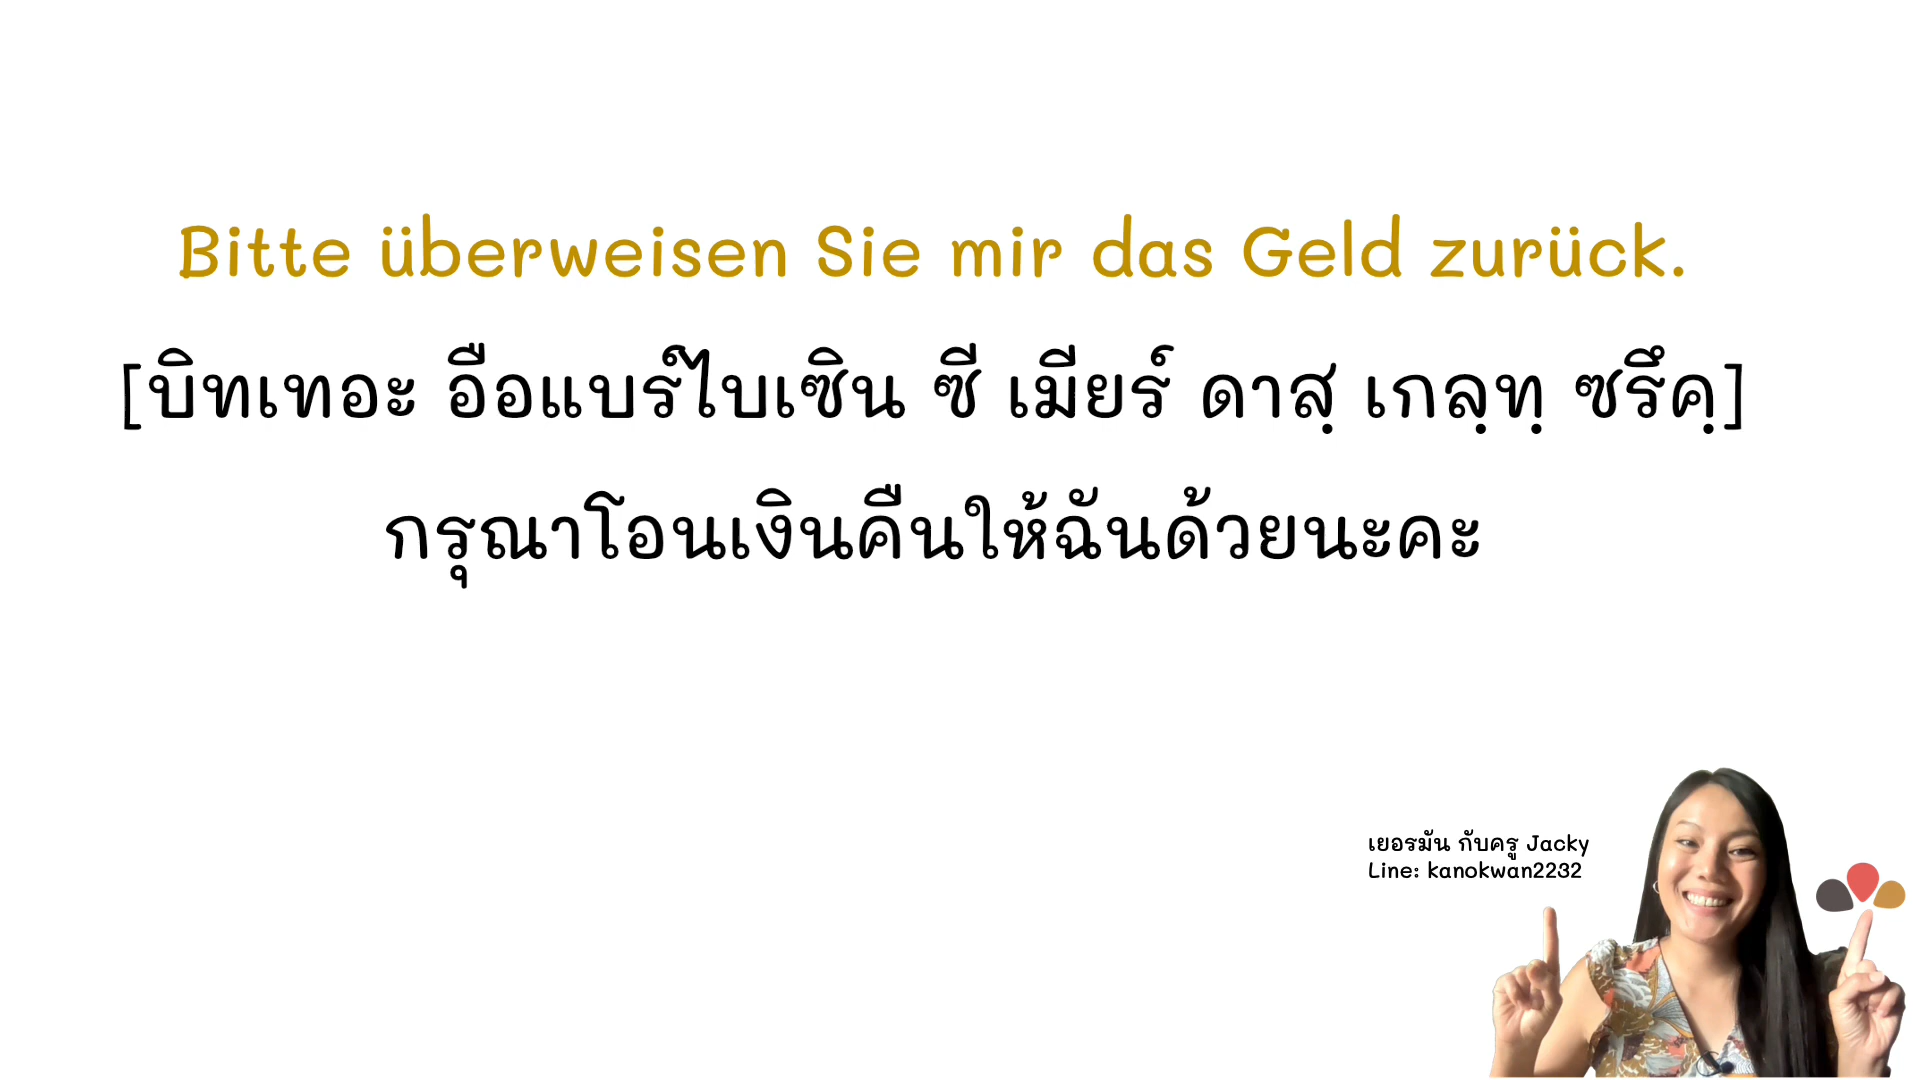 Bitte überweisen Sie mir das Geld zurück.
[บิทเทอะ อือแบร์ไบเซิน ซี เมียร์ ดาสฺ เกลฺทฺ ซรึคฺ]
กรุณาโอนเงินคืนให้ฉันด้วยนะคะ
เยอรมัน กับครู Jacky
Line: kanokwan2232